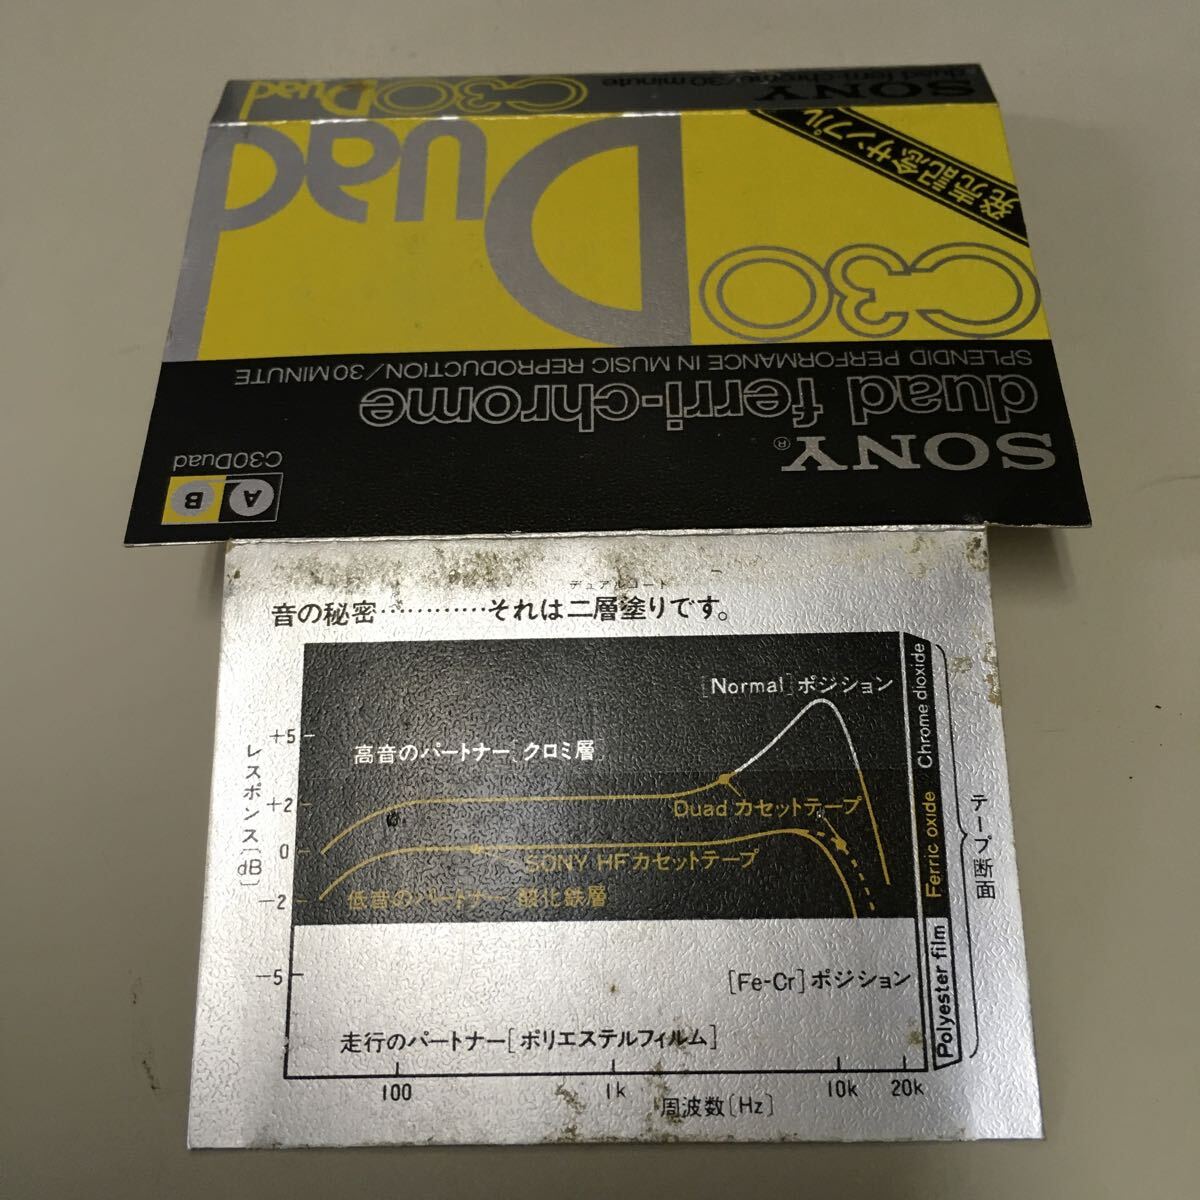 SONY
duad ferri-chrome/30 minute
C30Duad
発売記念サンプル
Duad
C30
SPLENDID PERFORMANCE IN MUSIC REPRODUCTION/30 MINUTE
duad ferri-chrome
SONY®
C30Duad
A B
デュアルコート
音の秘密…………それは二層塗りです。
[Normal]ポジション
高音のパートナー[クロミ層]
Duad カセットテープ
SONY HFカセットテープ
低音のパートナー 酸化鉄層
[Fe-Cr]ポジション
走行のパートナー[ポリエステルフィルム]
レスポンス[dB]
+5
+2
0
-2
-5
100
1k
10k
20k
周波数[Hz]
Chrome dioxide
Ferric oxide
Polyester film
テープ断面